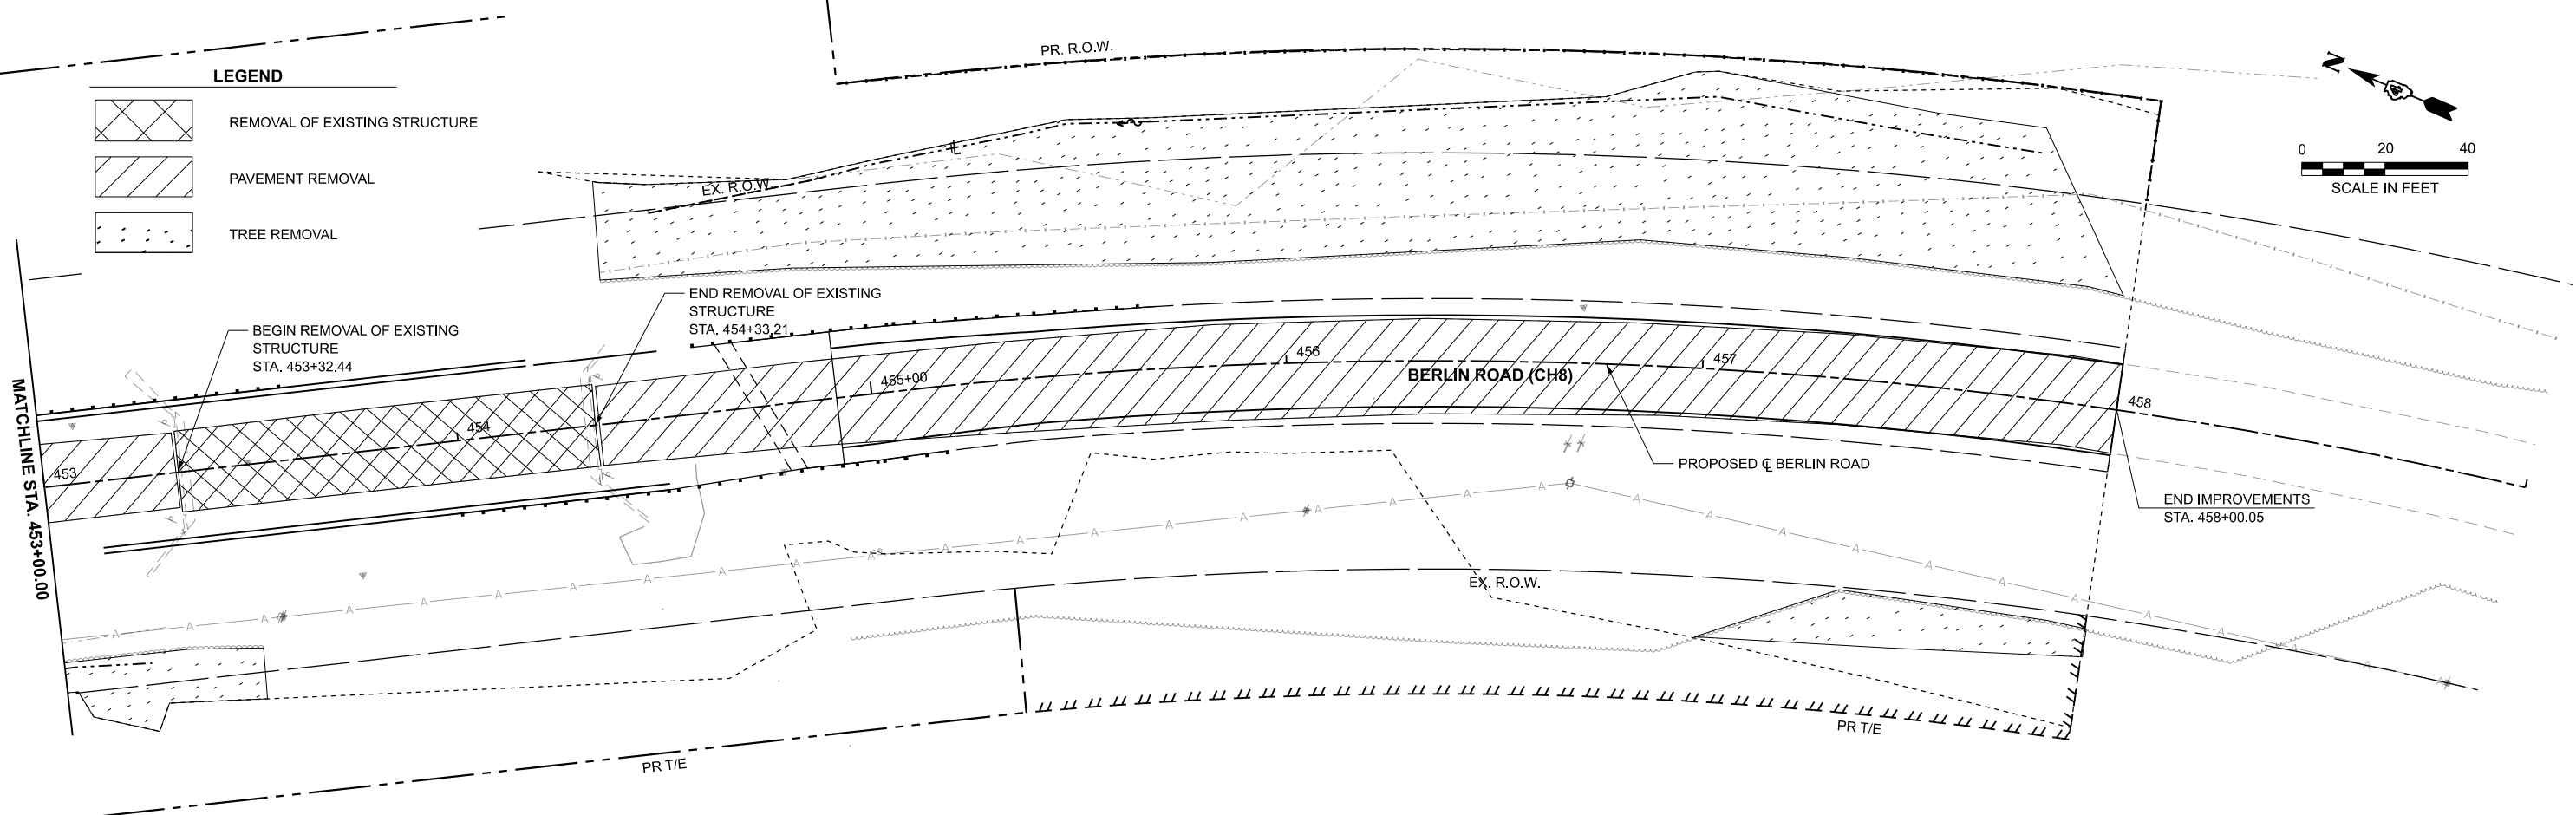 LEGEND
REMOVAL OF EXISTING STRUCTURE
PAVEMENT REMOVAL
TREE REMOVAL
PR. R.O.W.
N
0 20 40
SCALE IN FEET
EX. R.O.W.
END REMOVAL OF EXISTING
STRUCTURE
STA. 454+33.21
BEGIN REMOVAL OF EXISTING
STRUCTURE
STA. 453+32.44
MATCHLINE STA. 453+00.00
453
454
455+00
456
457
458
BERLIN ROAD (CH8)
PROPOSED ℄ BERLIN ROAD
END IMPROVEMENTS
STA. 458+00.05
EX. R.O.W.
PR T/E
PR T/E